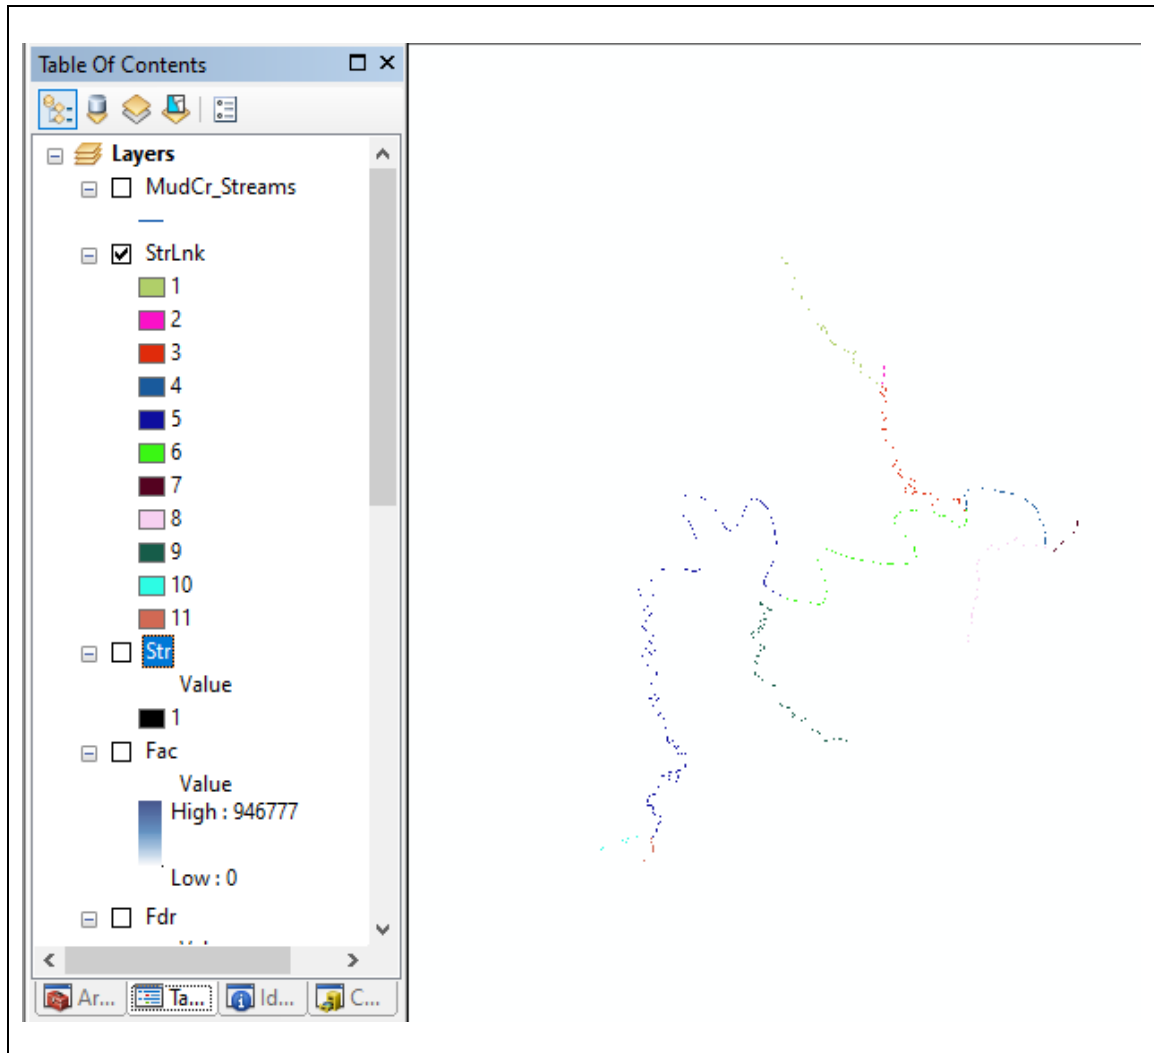 Table Of Contents
Layers
MudCr_Streams
StrLnk
1
2
3
4
5
6
7
8
9
10
11
Str
Value
1
Fac
Value
High : 946777
Low : 0
Fdr
Ar...
Ta...
Id...
C...